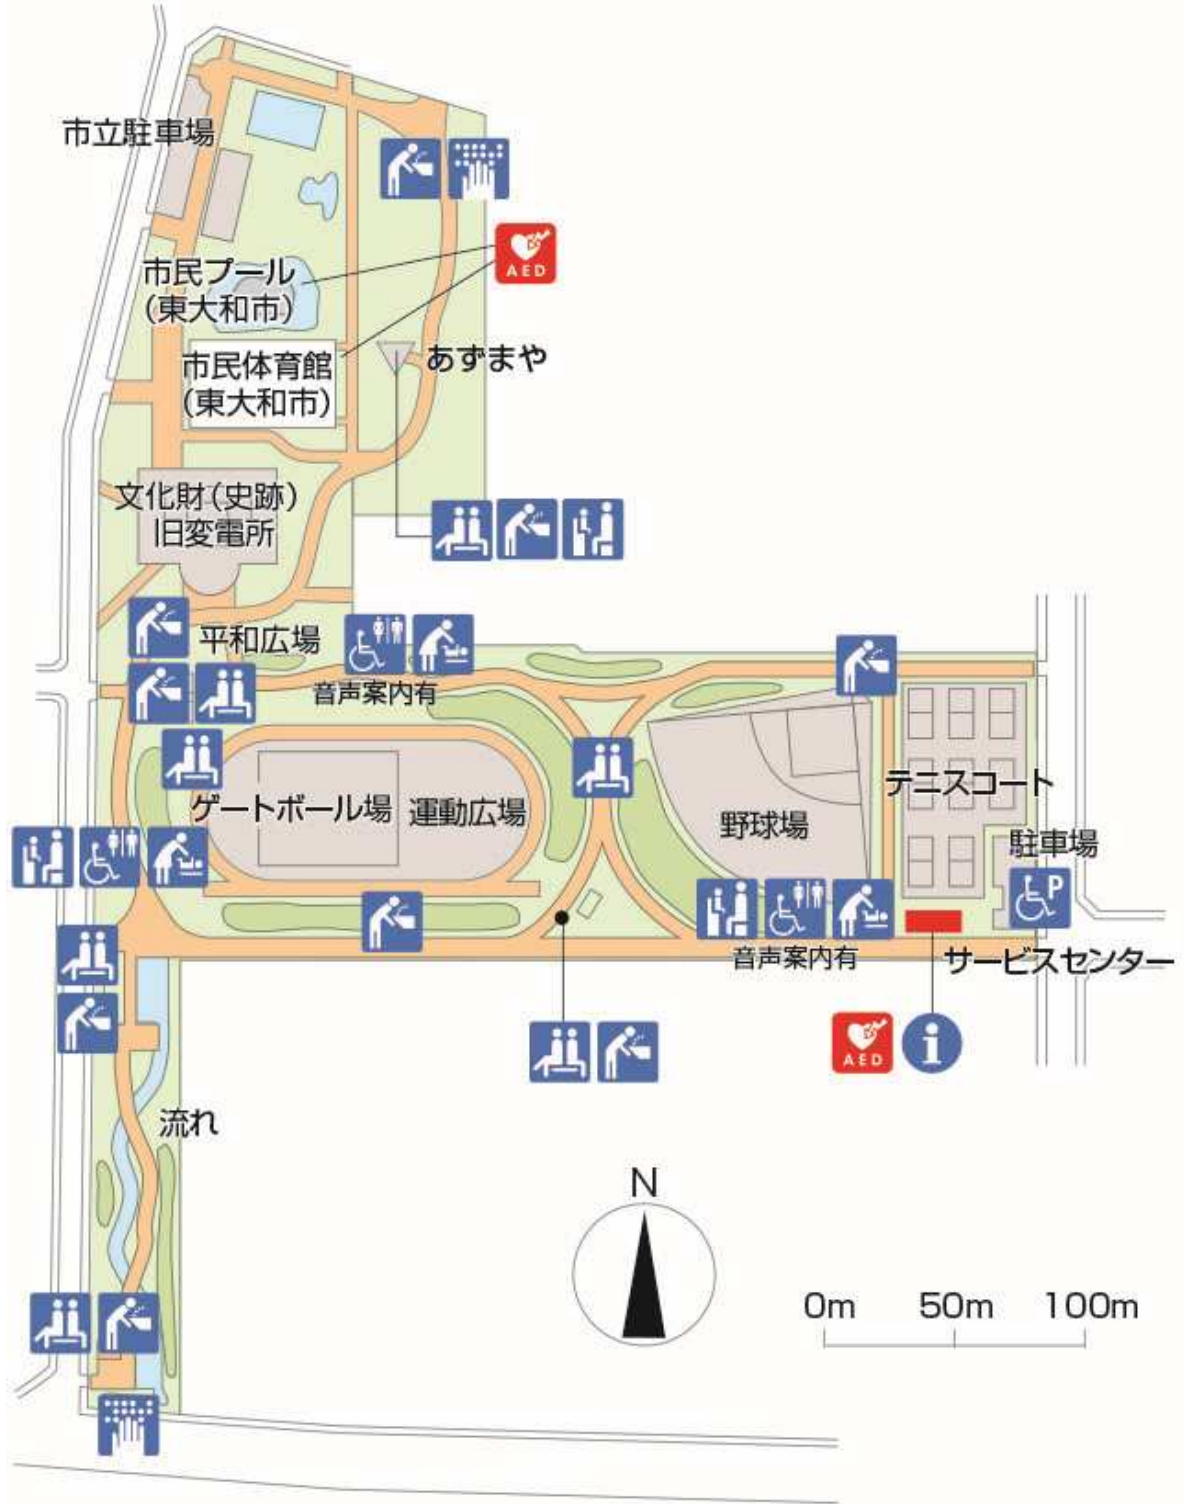 市立駐車場
AED
市民プール
（東大和市）
市民体育館
（東大和市）
あずまや
文化財（史跡）
旧変電所
平和広場
音声案内有
ゲートボール場
運動広場
野球場
テニスコート
駐車場
P
音声案内有
サービスセンター
AED
i
流れ
N
0m 50m 100m